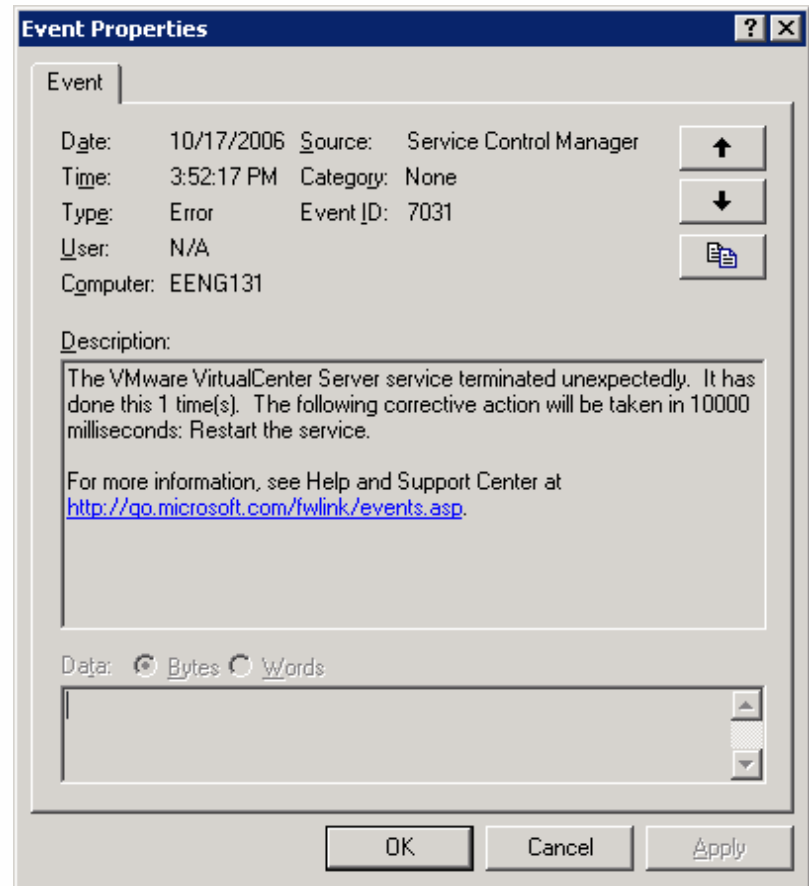 Event Properties
Event
Date: 10/17/2006 Source: Service Control Manager
Time: 3:52:17 PM Category: None
Type: Error Event ID: 7031
User: N/A
Computer: EENG131
Description:
The VMware VirtualCenter Server service terminated unexpectedly. It has
done this 1 time(s). The following corrective action will be taken in 10000
milliseconds: Restart the service.
For more information, see Help and Support Center at
http://go.microsoft.com/fwlink/events.asp.
Data: Bytes Words
OK Cancel Apply